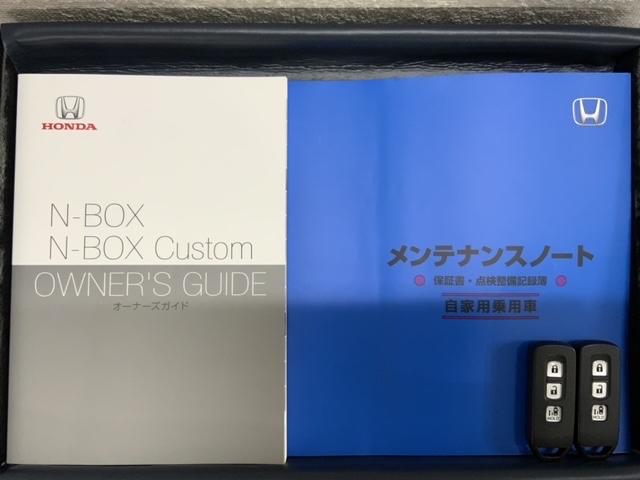 HONDA
N-BOX
N-BOX Custom
OWNER'S GUIDE
オーナーズガイド
メンテナンスノート
保証書・点検整備記録簿
自家用乗用車
HOLD
HOLD